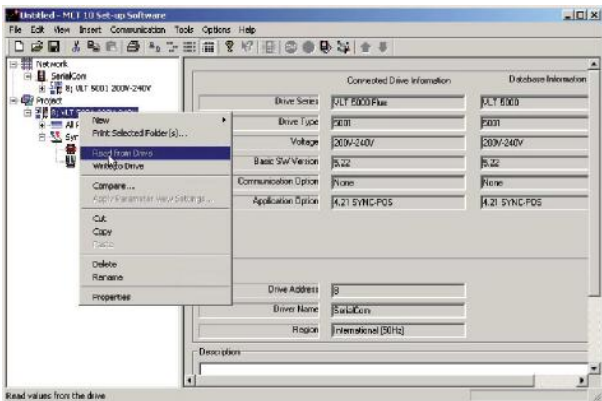 Untitled - MCT 10 Set-up Software
File Edit View Insert Communication Tools Options Help
Network
SerialCom
8; VLT 5001 200V-240V
Project
All P
Syn
New
Print Selected Folder(s)...
Read from Drive
Write to Drive
Compare...
Apply Parameter View Settings...
Cut
Copy
Paste
Delete
Rename
Properties
Connected Drive Information Database Information
Drive Series VLT 5000 Flux VLT 5000
Drive Type 5001 5001
Voltage 200V-240V 200V-240V
Basic SW Version 5.22 5.22
Communication Option None None
Application Option 4.21 SYNC-POS 4.21 SYNC-POS
Drive Address 8
Driver Name SerialCom
Region International (50Hz)
Description
Read values from the drive